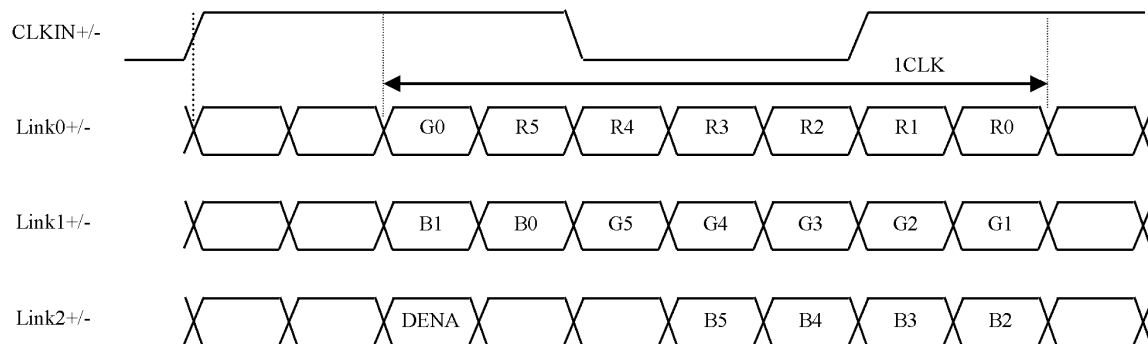 CLKIN+/-
1CLK
Link0+/- G0 R5 R4 R3 R2 R1 R0
Link1+/- B1 B0 G5 G4 G3 G2 G1
Link2+/- DENA B5 B4 B3 B2